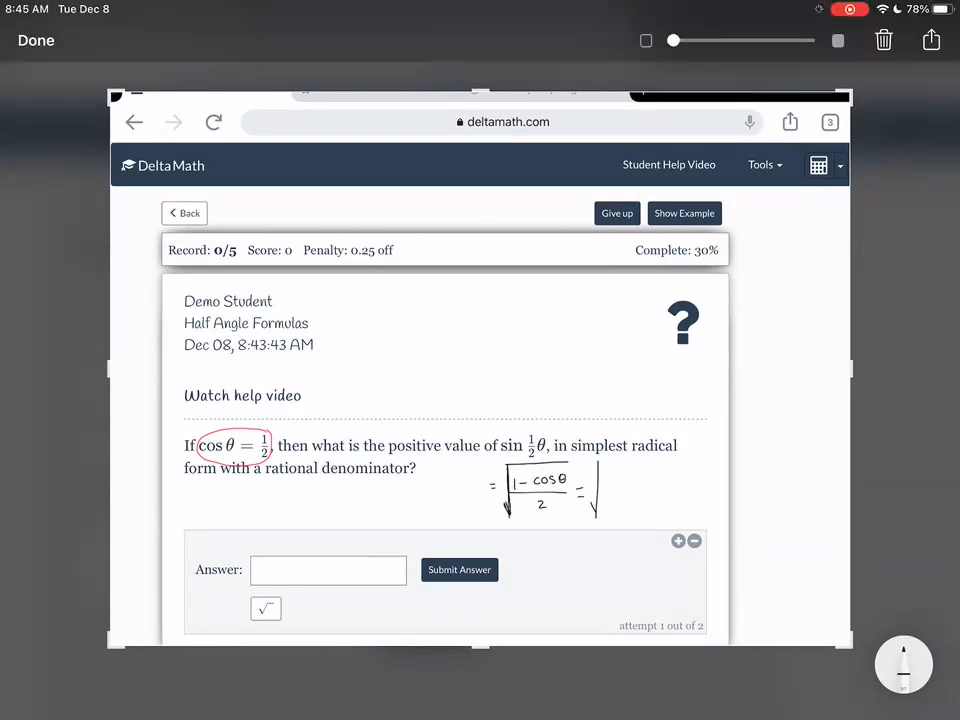 8:45 AM Tue Dec 8
78%
Done
deltamath.com
3
DeltaMath
Student Help Video
Tools
Back
Give up
Show Example
Record: 0/5 Score: 0 Penalty: 0.25 off
Complete: 30%
Demo Student
Half Angle Formulas
Dec 08, 8:43:43 AM
?
Watch help video
If cos θ = 1/2, then what is the positive value of sin 1/2 θ, in simplest radical
form with a rational denominator?
= √((1 - cosθ)/2) = √
Answer:
Submit Answer
√
attempt 1 out of 2